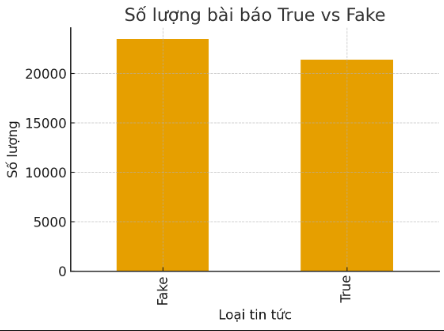 Số lượng bài báo True vs Fake
Số lượng
20000
15000
10000
5000
0
Fake
True
Loại tin tức